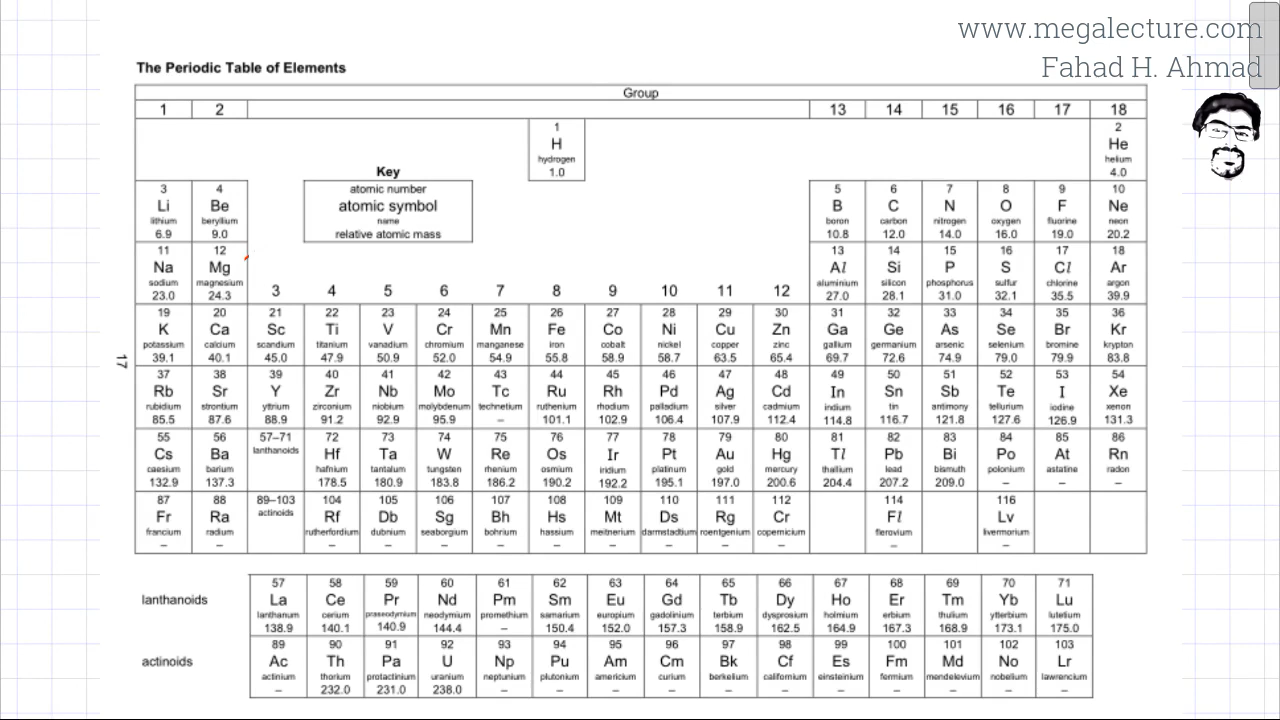 www.megalecture.com
Fahad H. Ahmad
The Periodic Table of Elements
Group
1 2 13 14 15 16 17 18
1 2
H He
hydrogen helium
1.0 4.0
Key
atomic number
atomic symbol
name
relative atomic mass
3 4 5 6 7 8 9 10
Li Be B C N O F Ne
lithium beryllium boron carbon nitrogen oxygen fluorine neon
6.9 9.0 10.8 12.0 14.0 16.0 19.0 20.2
11 12 13 14 15 16 17 18
Na Mg Al Si P S Cl Ar
sodium magnesium aluminium silicon phosphorus sulfur chlorine argon
23.0 24.3 27.0 28.1 31.0 32.1 35.5 39.9
3 4 5 6 7 8 9 10 11 12
19 20 21 22 23 24 25 26 27 28 29 30 31 32 33 34 35 36
K Ca Sc Ti V Cr Mn Fe Co Ni Cu Zn Ga Ge As Se Br Kr
potassium calcium scandium titanium vanadium chromium manganese iron cobalt nickel copper zinc gallium germanium arsenic selenium bromine krypton
39.1 40.1 45.0 47.9 50.9 52.0 54.9 55.8 58.9 58.7 63.5 65.4 69.7 72.6 74.9 79.0 79.9 83.8
17
37 38 39 40 41 42 43 44 45 46 47 48 49 50 51 52 53 54
Rb Sr Y Zr Nb Mo Tc Ru Rh Pd Ag Cd In Sn Sb Te I Xe
rubidium strontium yttrium zirconium niobium molybdenum technetium ruthenium rhodium palladium silver cadmium indium tin antimony tellurium iodine xenon
85.5 87.6 88.9 91.2 92.9 95.9 – 101.1 102.9 106.4 107.9 112.4 114.8 116.7 121.8 127.6 126.9 131.3
55 56 57–71 72 73 74 75 76 77 78 79 80 81 82 83 84 85 86
Cs Ba lanthanoids Hf Ta W Re Os Ir Pt Au Hg Tl Pb Bi Po At Rn
caesium barium hafnium tantalum tungsten rhenium osmium iridium platinum gold mercury thallium lead bismuth polonium astatine radon
132.9 137.3 178.5 180.9 183.8 186.2 190.2 192.2 195.1 197.0 200.6 204.4 207.2 209.0 – – –
87 88 89–103 104 105 106 107 108 109 110 111 112 114 116
Fr Ra actinoids Rf Db Sg Bh Hs Mt Ds Rg Cr Fl Lv
francium radium rutherfordium dubnium seaborgium bohrium hassium meitnerium darmstadtium roentgenium copernicium flerovium livermorium
– – – – – – – – – – – – –
57 58 59 60 61 62 63 64 65 66 67 68 69 70 71
lanthanoids La Ce Pr Nd Pm Sm Eu Gd Tb Dy Ho Er Tm Yb Lu
lanthanum cerium praseodymium neodymium promethium samarium europium gadolinium terbium dysprosium holmium erbium thulium ytterbium lutetium
138.9 140.1 140.9 144.4 – 150.4 152.0 157.3 158.9 162.5 164.9 167.3 168.9 173.1 175.0
89 90 91 92 93 94 95 96 97 98 99 100 101 102 103
actinoids Ac Th Pa U Np Pu Am Cm Bk Cf Es Fm Md No Lr
actinium thorium protactinium uranium neptunium plutonium americium curium berkelium californium einsteinium fermium mendelevium nobelium lawrencium
– 232.0 231.0 238.0 – – – – – – – – – – –